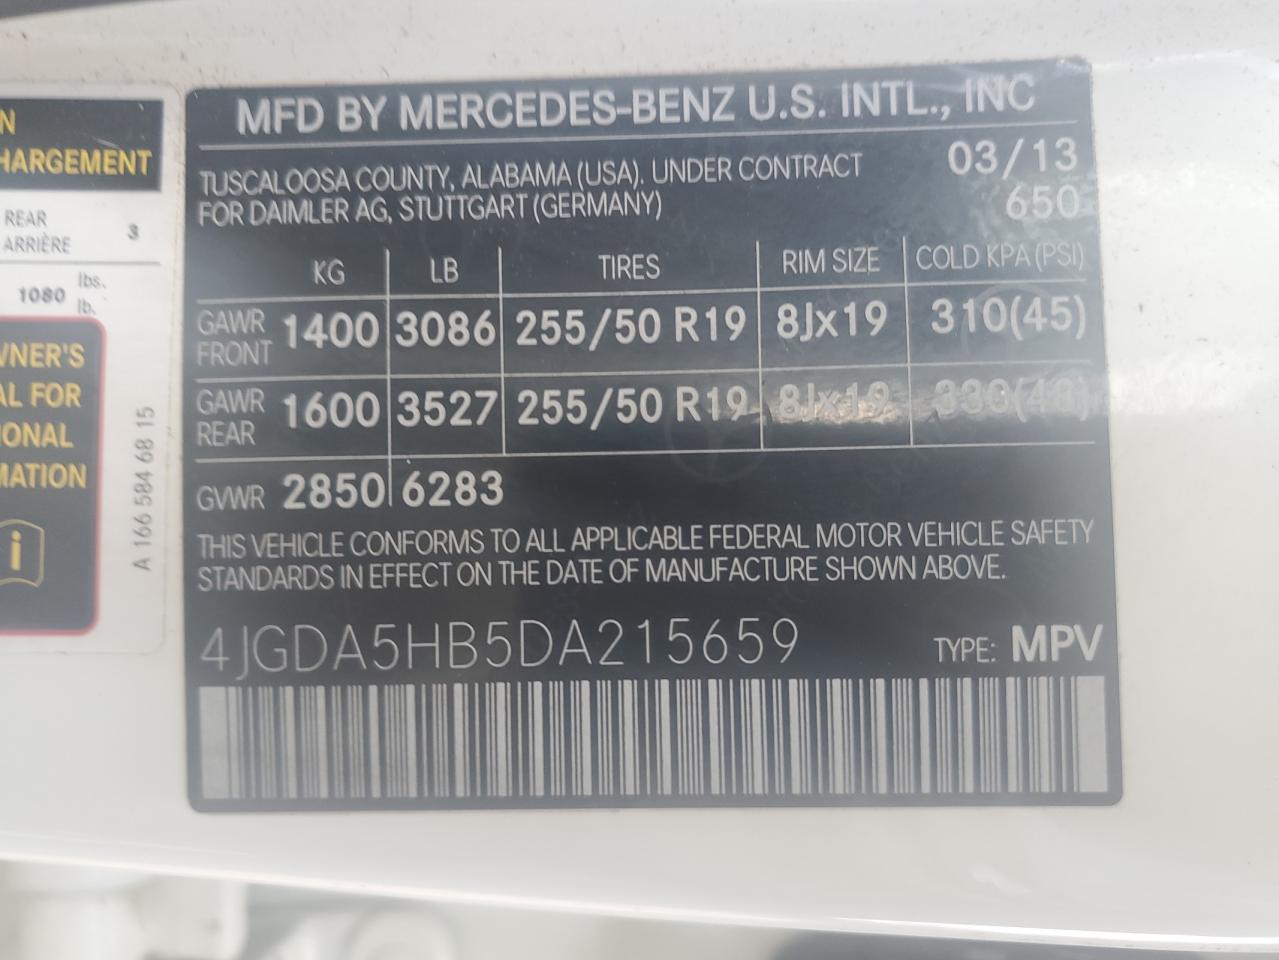 N
HARGEMENT
REAR
ARRIÈRE 3
1080 lbs.
lb.
WNER'S
AL FOR
IONAL
MATION
i
A 166 584 68 15
MFD BY MERCEDES-BENZ U.S. INTL., INC
TUSCALOOSA COUNTY, ALABAMA (USA). UNDER CONTRACT 03/13
FOR DAIMLER AG, STUTTGART (GERMANY) 650
KG LB TIRES RIM SIZE COLD KPA (PSI)
GAWR FRONT 1400 3086 255/50 R19 8Jx19 310(45)
GAWR REAR 1600 3527 255/50 R19 8Jx19 330(48)
GVWR 2850 6283
THIS VEHICLE CONFORMS TO ALL APPLICABLE FEDERAL MOTOR VEHICLE SAFETY
STANDARDS IN EFFECT ON THE DATE OF MANUFACTURE SHOWN ABOVE.
4JGDA5HB5DA215659 TYPE: MPV